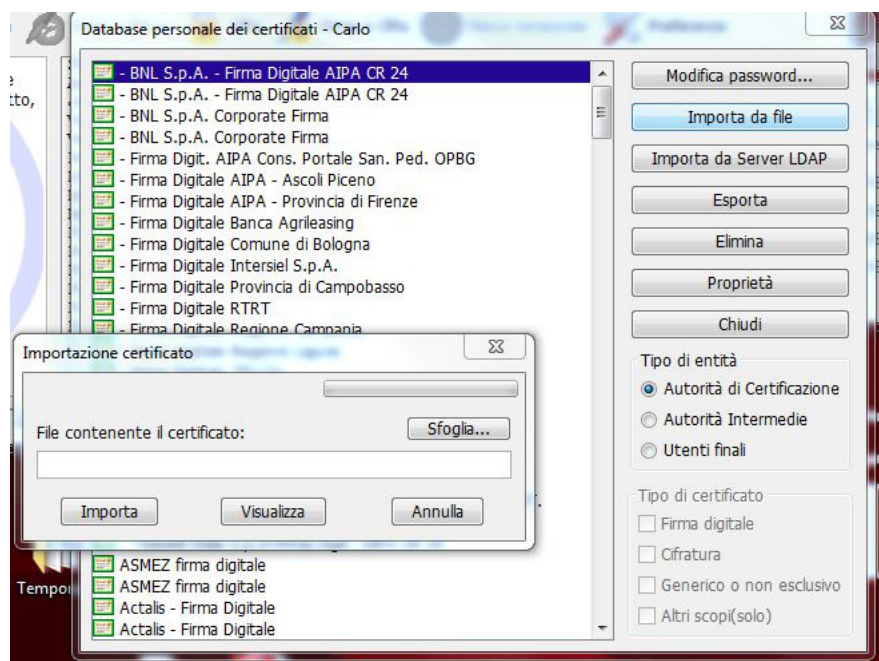 Database personale dei certificati - Carlo
tto,
- BNL S.p.A. - Firma Digitale AIPA CR 24
- BNL S.p.A. - Firma Digitale AIPA CR 24
- BNL S.p.A. Corporate Firma
- BNL S.p.A. Corporate Firma
- Firma Digit. AIPA Cons. Portale San. Ped. OPBG
- Firma Digitale AIPA - Ascoli Piceno
- Firma Digitale AIPA - Provincia di Firenze
- Firma Digitale Banca Agrileasing
- Firma Digitale Comune di Bologna
- Firma Digitale Intersiel S.p.A.
- Firma Digitale Provincia di Campobasso
- Firma Digitale RTRT
- Firma Digitale Regione Campania
Importazione certificato
File contenente il certificato:
Sfoglia...
Importa
Visualizza
Annulla
ASMEZ firma digitale
ASMEZ firma digitale
Actalis - Firma Digitale
Actalis - Firma Digitale
Modifica password...
Importa da file
Importa da Server LDAP
Esporta
Elimina
Proprietà
Chiudi
Tipo di entità
Autorità di Certificazione
Autorità Intermedie
Utenti finali
Tipo di certificato
Firma digitale
Cifratura
Generico o non esclusivo
Altri scopi(solo)
Tempor